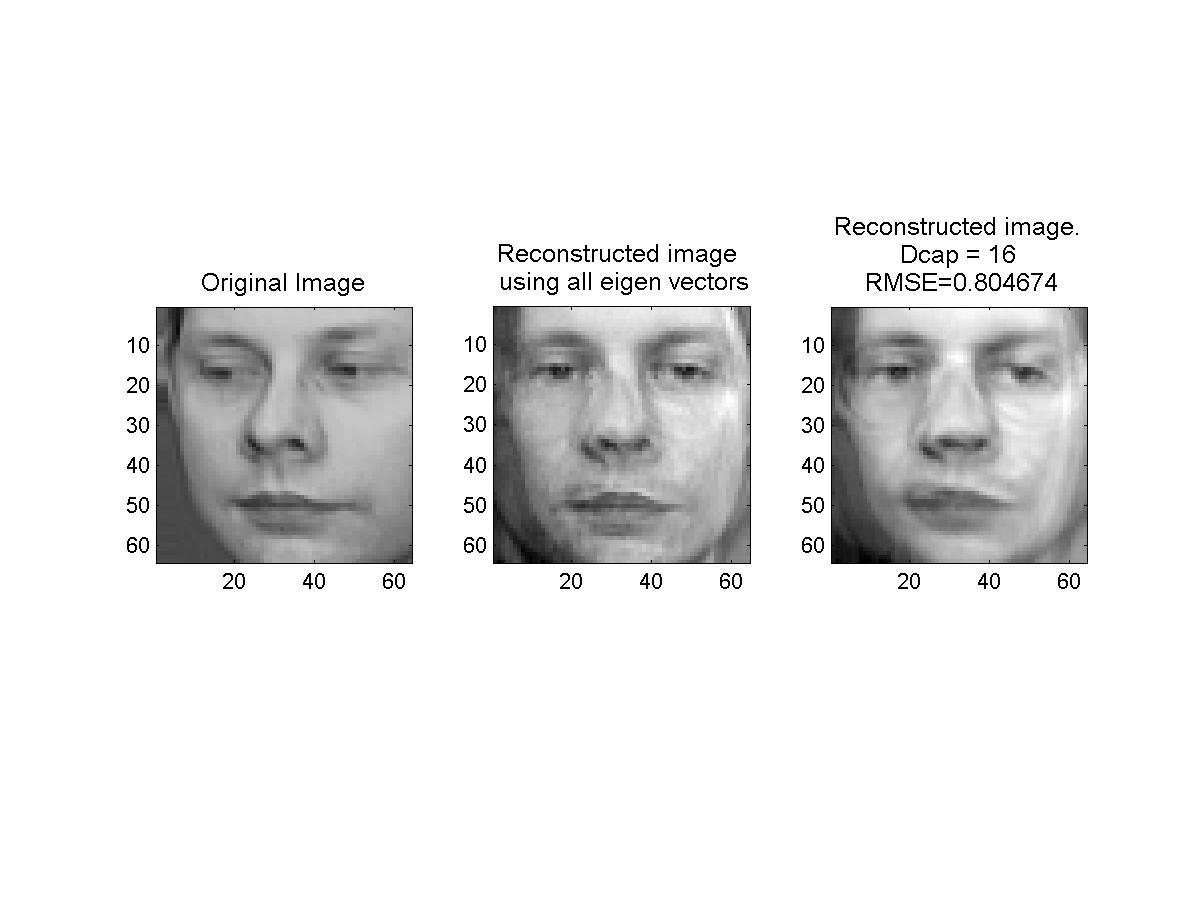 Original Image
10
20
30
40
50
60
20 40 60
Reconstructed image
using all eigen vectors
10
20
30
40
50
60
20 40 60
Reconstructed image.
Dcap = 16
RMSE=0.804674
10
20
30
40
50
60
20 40 60